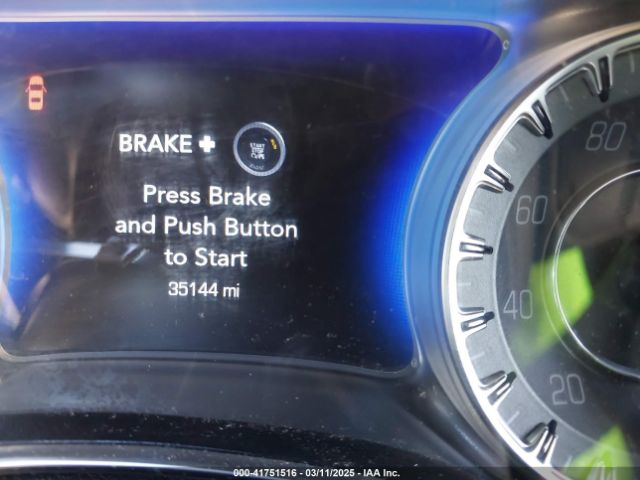 BRAKE +
START
Press Brake
and Push Button
to Start
35144 mi
80
60
40
20
000-41751516 • 03/11/2025 • IAA Inc.